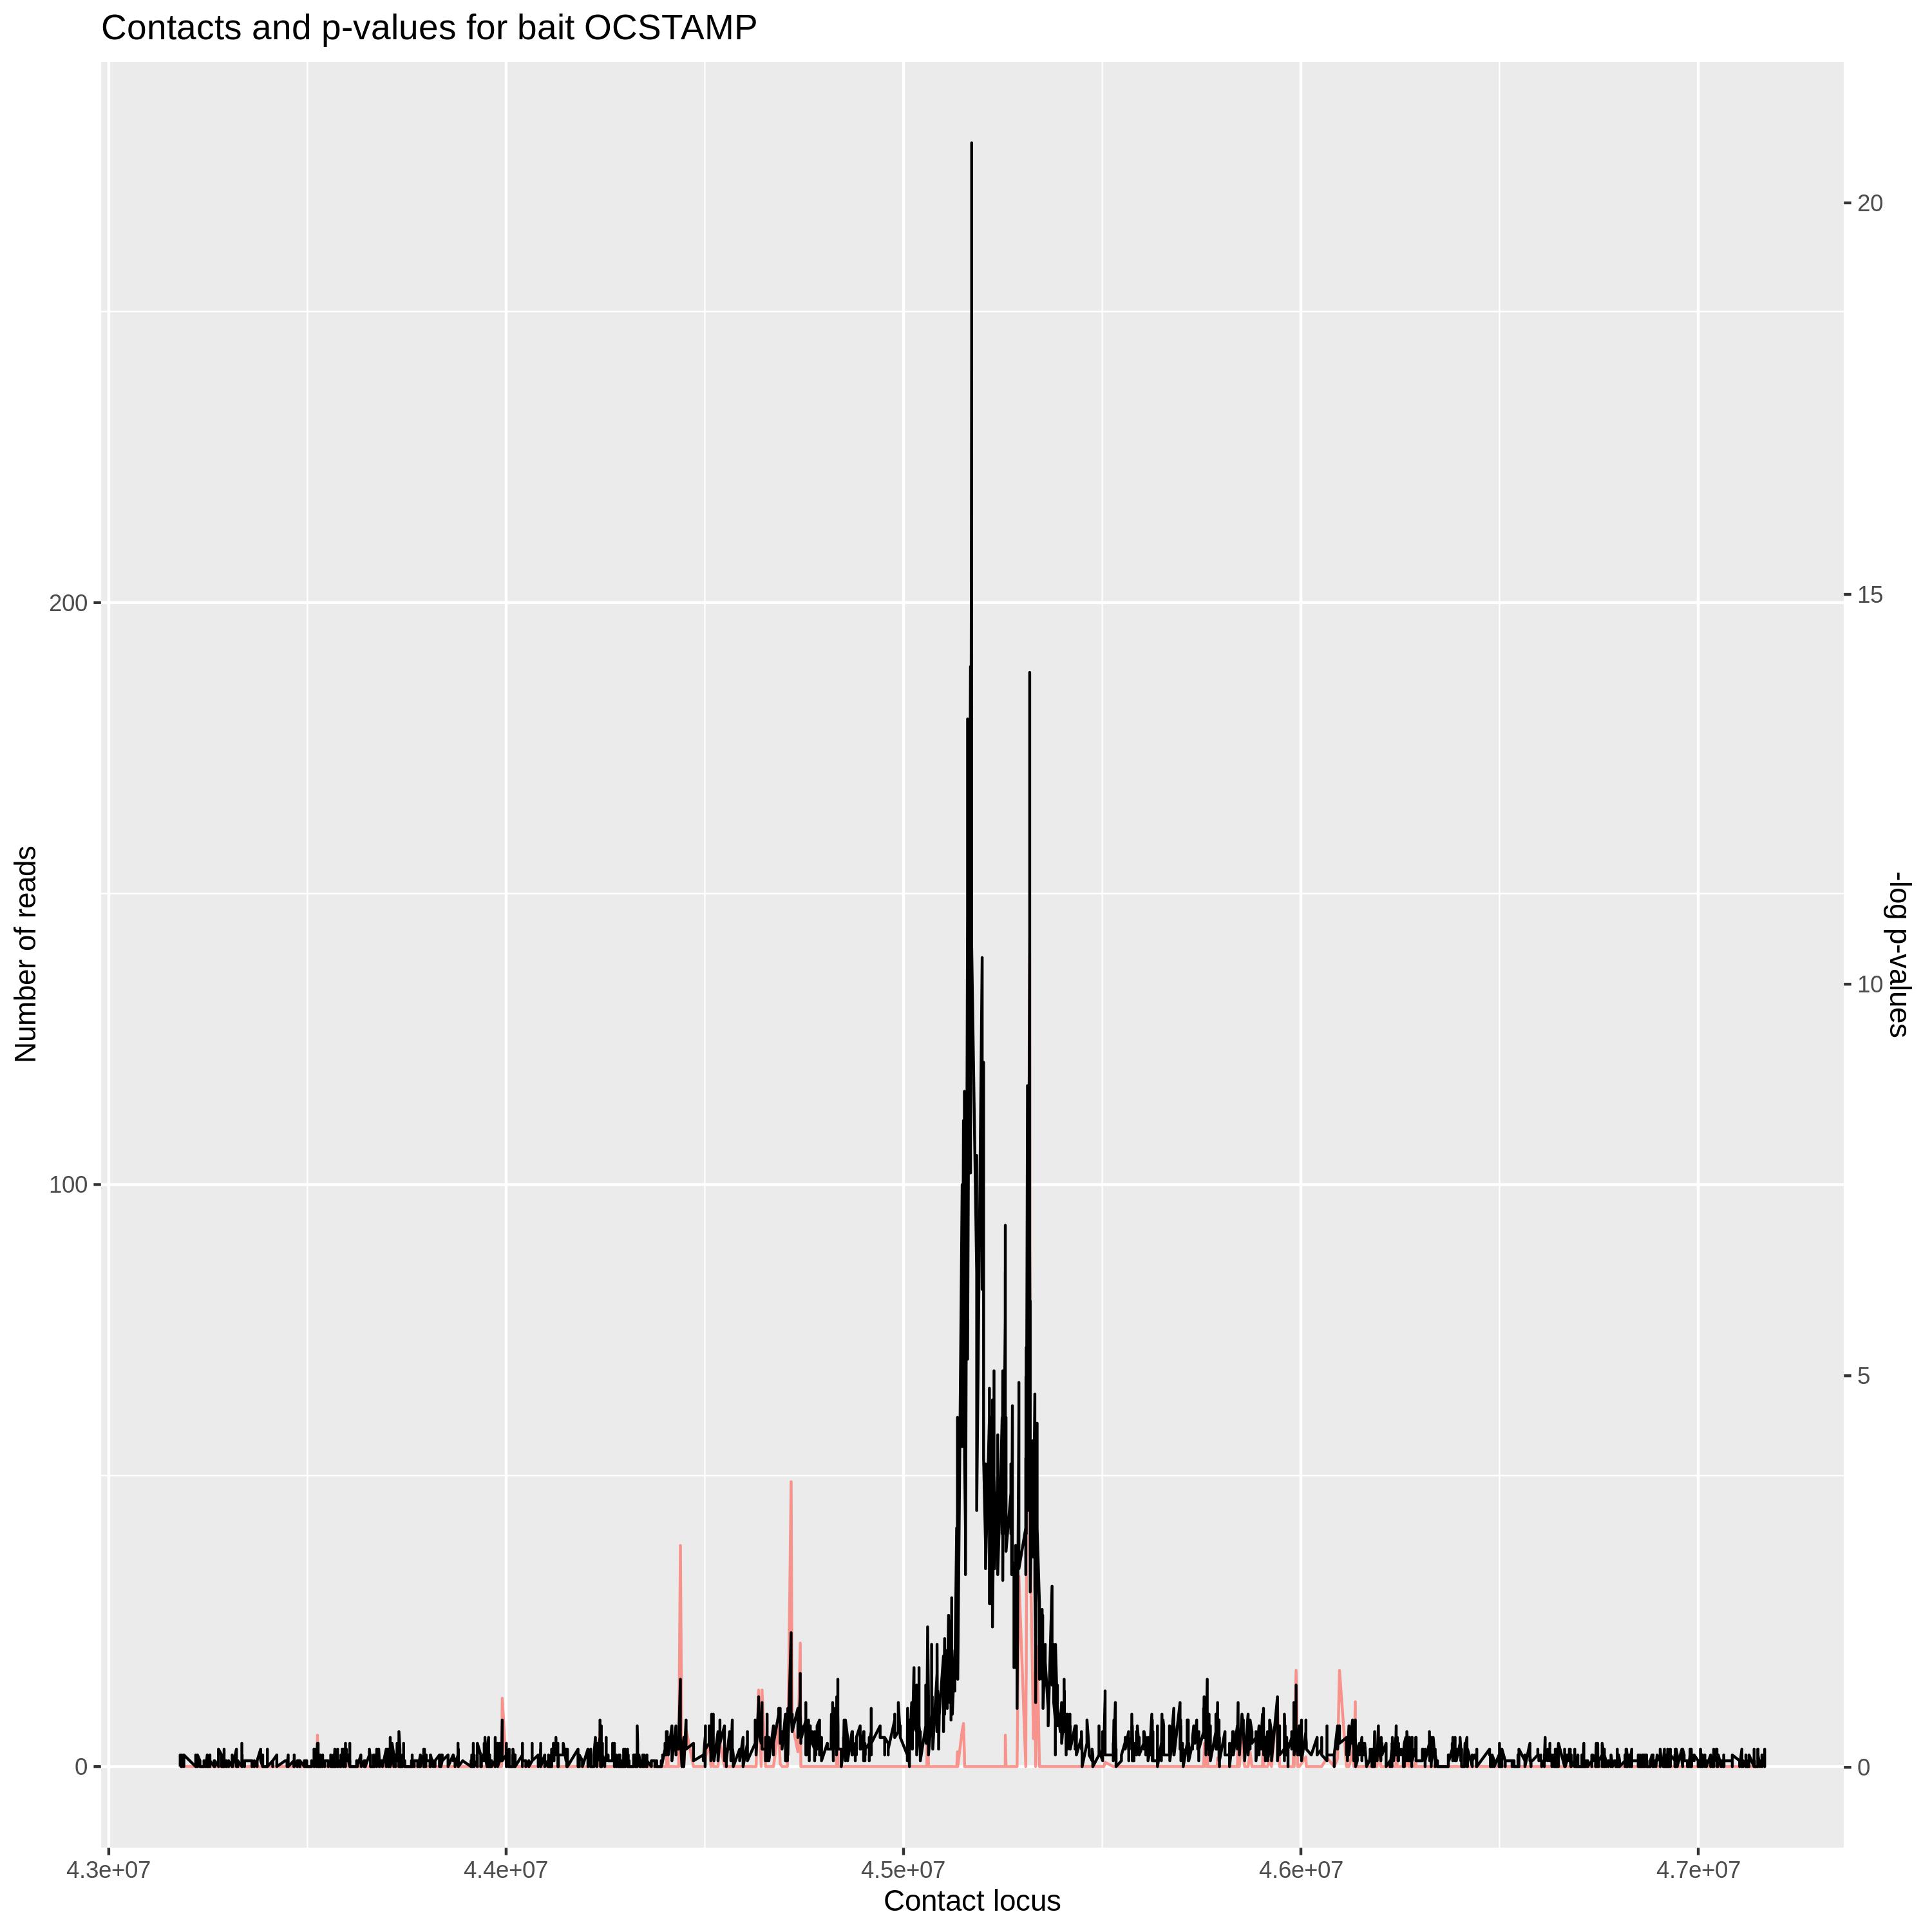 Contacts and p-values for bait OCSTAMP
20
200
15
Number of reads
-log p-values
10
100
5
0
0
4.3e+07
4.4e+07
4.5e+07
4.6e+07
4.7e+07
Contact locus